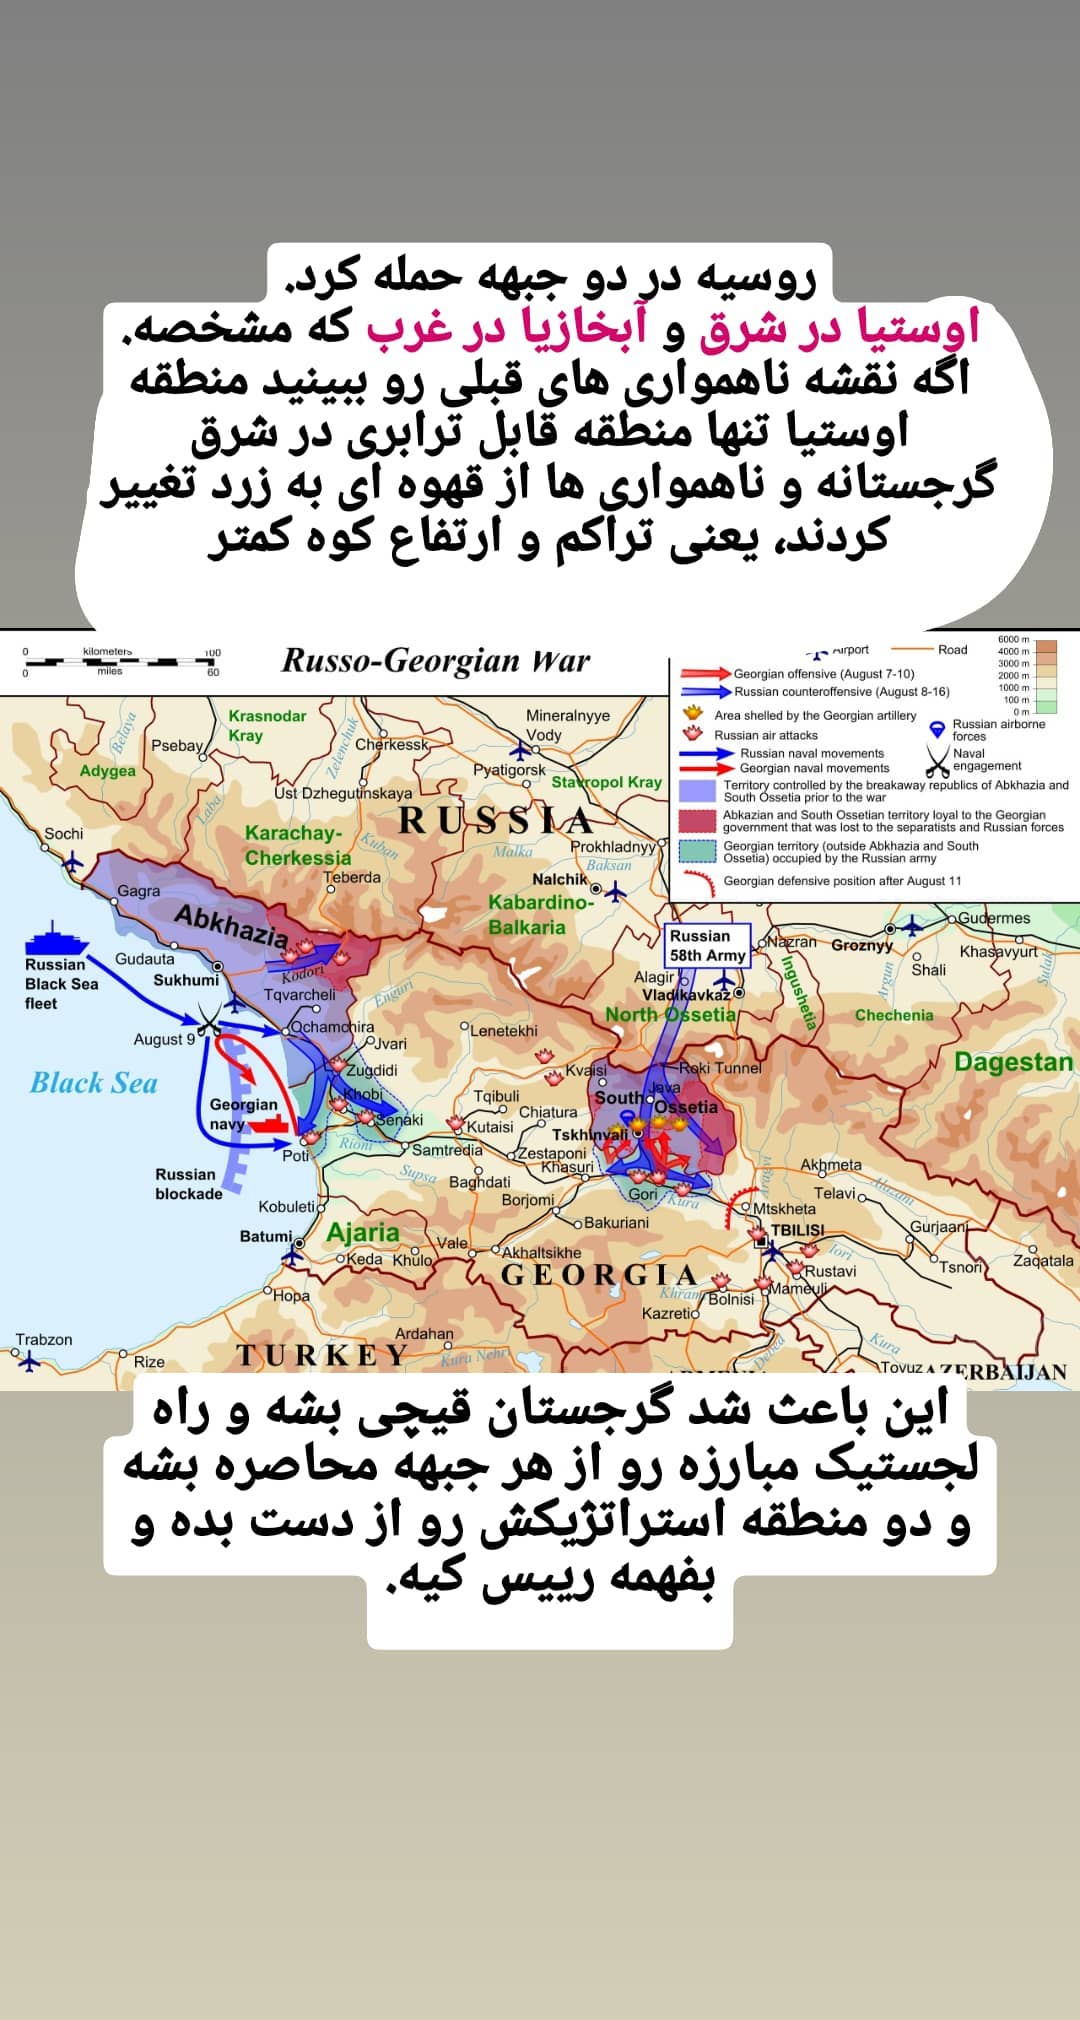 روسیه در دو جبهه حمله کرد.
اوستیا در شرق و آبخازیا در غرب که مشخصه.
اگه نقشه ناهمواری های قبلی رو ببینید منطقه
اوستیا تنها منطقه قابل ترابری در شرق
گرجستانه و ناهمواری ها از قهوه ای به زرد تغییر
کردند، یعنی تراکم و ارتفاع کوه کمتر
0 kilometers 100
0 miles 60
Russo-Georgian War
Airport
Road
Georgian offensive (August 7-10)
Russian counteroffensive (August 8-16)
Area shelled by the Georgian artillery
Russian air attacks
Russian naval movements
Georgian naval movements
Russian airborne
forces
Naval
engagement
Territory controlled by the breakaway republics of Abkhazia and
South Ossetia prior to the war
Abkazian and South Ossetian territory loyal to the Georgian
government that was lost to the separatists and Russian forces
Georgian territory (outside Abkhazia and South
Ossetia) occupied by the Russian army
Georgian defensive position after August 11
6000 m
4000 m
3000 m
2000 m
1000 m
100 m
0 m
Krasnodar
Kray
Belaya
Psebay
Adygea
Laba
Zelenchuk
Cherkessk
Ust Dzhegutinskaya
Mineralnyye
Vody
Pyatigorsk
Stavropol Kray
RUSSIA
Sochi
Karachay-
Cherkessia
Kuban
Teberda
Malka
Prokhladnyy
Baksan
Nalchik
Kabardino-
Balkaria
Gagra
Abkhazia
Gudauta
Sukhumi
Kodori
Tqvarcheli
Enguri
Ochamchira
Jvari
Lenetekhi
Russian
Black Sea
fleet
August 9
Black Sea
Russian
58th Army
Alagir
Vladikavkaz
North Ossetia
Nazran
Ingushetia
Groznyy
Gudermes
Khasavyurt
Shali
Argun
Sulak
Chechenia
Dagestan
Zugdidi
Khobi
Senaki
Georgian
navy
Poti
Rioni
Samtredia
Russian
blockade
Supsa
Kvaisi
Roki Tunnel
Java
South
Ossetia
Tskhinvali
Tqibuli
Chiatura
Kutaisi
Zestaponi
Khasuri
Baghdati
Borjomi
Gori
Kura
Aragvi
Akhmeta
Telavi
Alazani
Mtskheta
TBILISI
Gurjaani
Kobuleti
Batumi
Ajaria
Keda
Khulo
Vale
Akhaltsikhe
Bakuriani
GEORGIA
Iori
Rustavi
Tsnori
Zaqatala
Khrami
Bolnisi
Mameuli
Kazretio
Hopa
Trabzon
Rize
TURKEY
Ardahan
Kura Nehri
Debed
Kura
Tovuz
AZERBAIJAN
این باعث شد گرجستان قیچی بشه و راه
لجستیک مبارزه رو از هر جبهه محاصره بشه
و دو منطقه استراتژیکش رو از دست بده و
بفهمه رییس کیه.